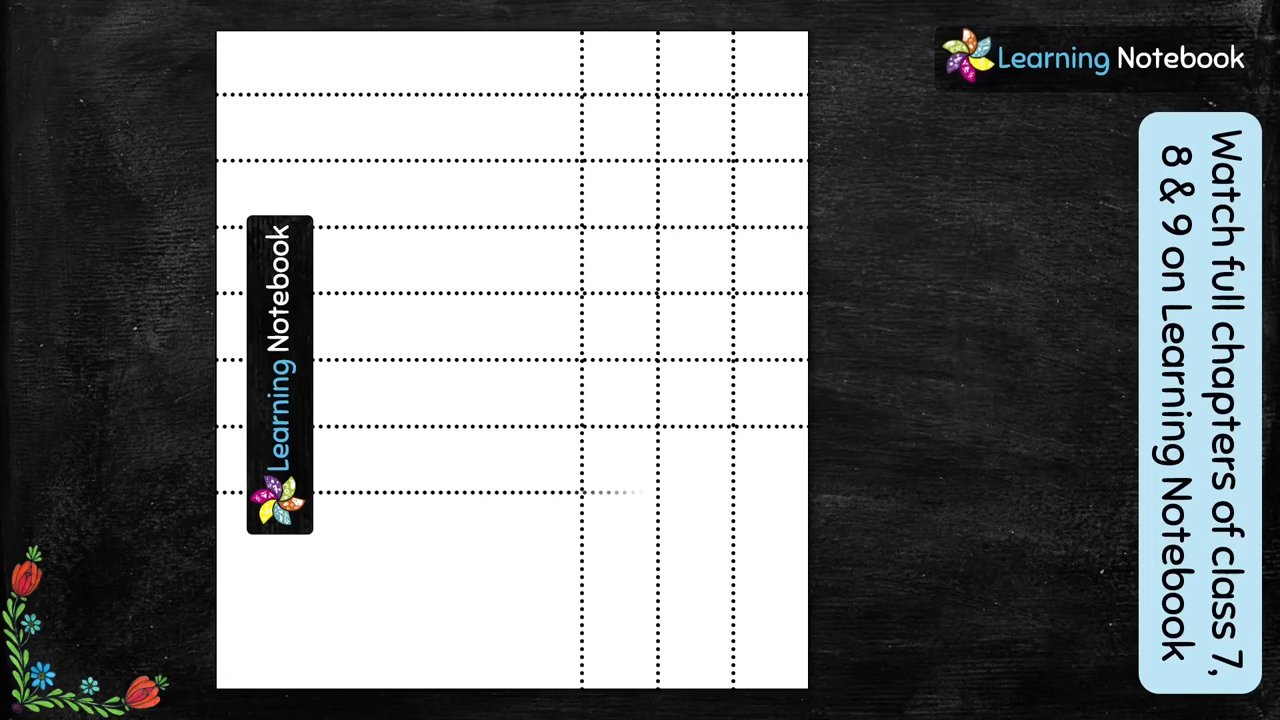 Learning Notebook
Watch full chapters of class 7,
8 & 9 on Learning Notebook
Learning Notebook